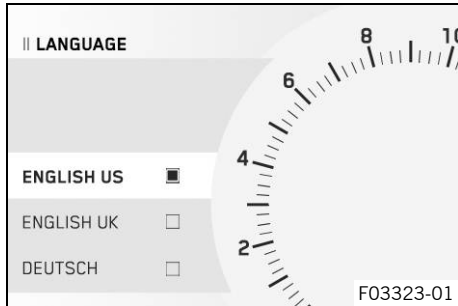 || LANGUAGE
ENGLISH US
ENGLISH UK
DEUTSCH
2
4
6
8
10
F03323-01